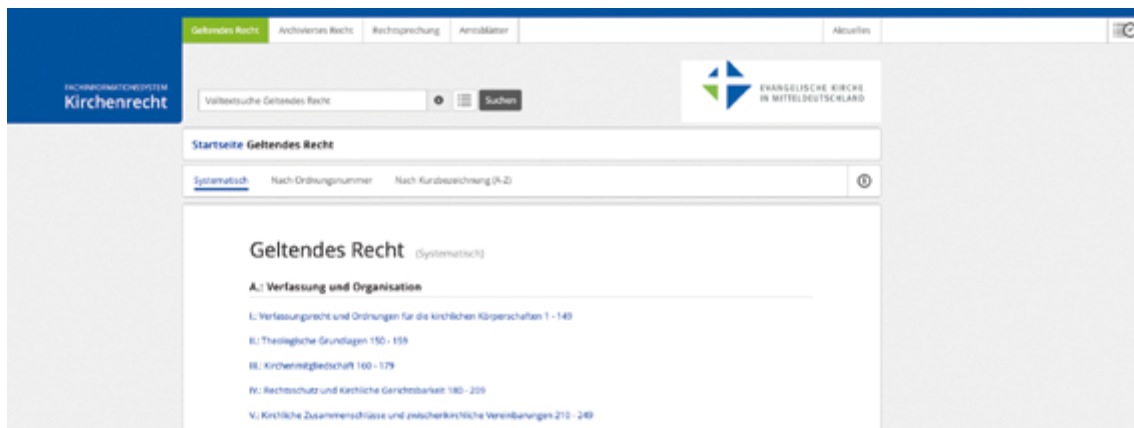 Geltendes Recht Archiviertes Recht Rechtsprechung Amtsblätter Aktuelles
FACHINFORMATIONSSYSTEM
Kirchenrecht
Volltextsuche Geltendes Recht Suchen
EVANGELISCHE KIRCHE
IN MITTELDEUTSCHLAND
Startseite Geltendes Recht
Systematisch Nach Ordnungsnummer Nach Kurzbezeichnung (A-Z)
Geltendes Recht (Systematisch)
A.: Verfassung und Organisation
I.: Verfassungsrecht und Ordnungen für die kirchlichen Körperschaften 1 - 149
II.: Theologische Grundlagen 150 - 159
III.: Kirchenmitgliedschaft 160 - 179
IV.: Rechtsschutz und Kirchliche Gerichtsbarkeit 180 - 209
V.: Kirchliche Zusammenschlüsse und zwischenkirchliche Vereinbarungen 210 - 249